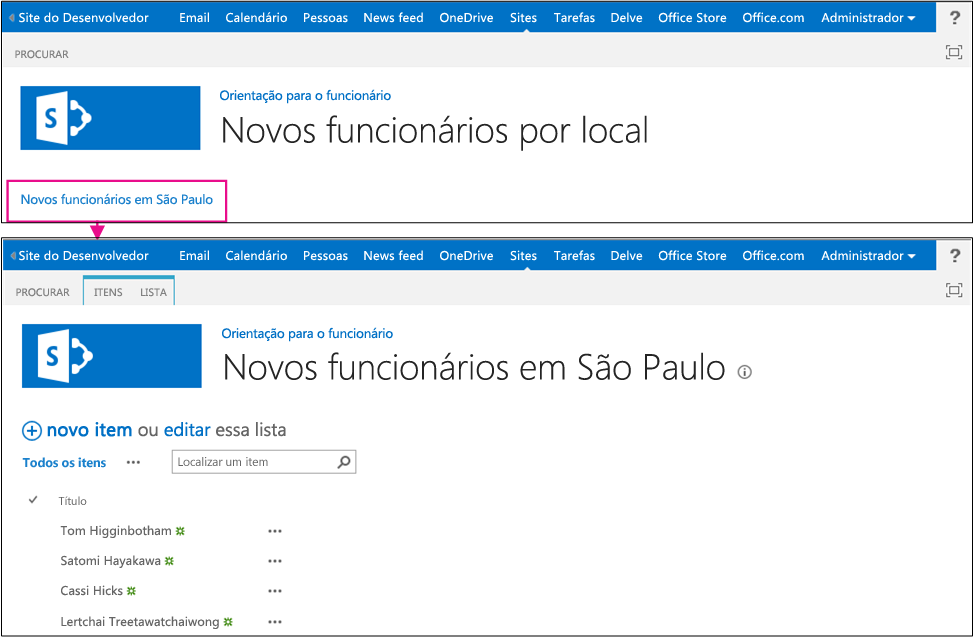 Site do Desenvolvedor Email Calendário Pessoas News feed OneDrive Sites Tarefas Delve Office Store Office.com Administrador ?
PROCURAR
S
Orientação para o funcionário
Novos funcionários por local
Novos funcionários em São Paulo
Site do Desenvolvedor Email Calendário Pessoas News feed OneDrive Sites Tarefas Delve Office Store Office.com Administrador ?
PROCURAR ITENS LISTA
S
Orientação para o funcionário
Novos funcionários em São Paulo
novo item ou editar essa lista
Todos os itens ••• Localizar um item
Título
Tom Higginbotham •••
Satomi Hayakawa •••
Cassi Hicks •••
Lertchai Treetawatchaiwong •••